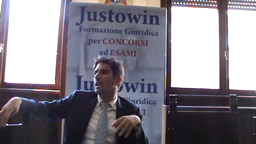 Justowin
Formazione Giuridica
per CONCORSI
ed ESAMI
Justowin
Giuridica